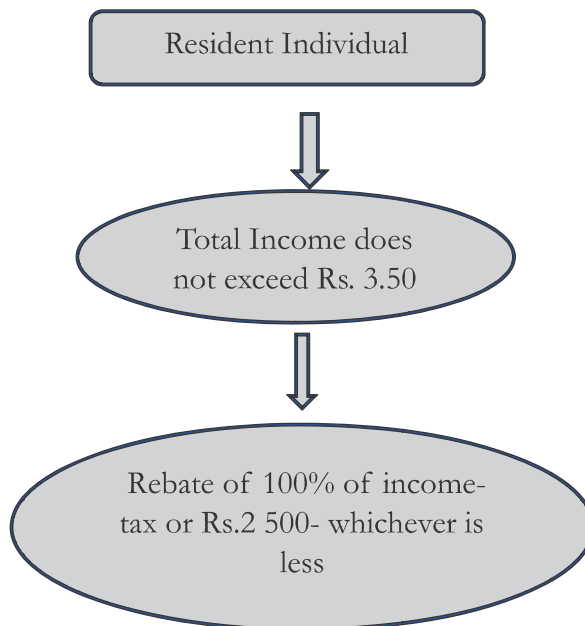 Resident Individual
Total Income does
not exceed Rs. 3.50
Rebate of 100% of income-
tax or Rs.2 500- whichever is
less